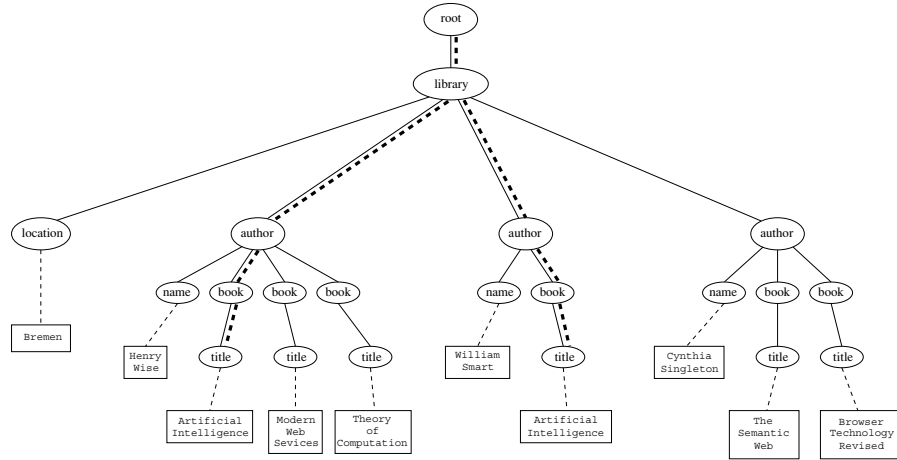 root
library
location
author
author
author
name
book
book
book
name
book
name
book
book
Bremen
Henry
Wise
title
title
title
William
Smart
title
Cynthia
Singleton
title
title
Artificial
Intelligence
Modern
Web
Sevices
Theory
of
Computation
Artificial
Intelligence
The
Semantic
Web
Browser
Technology
Revised